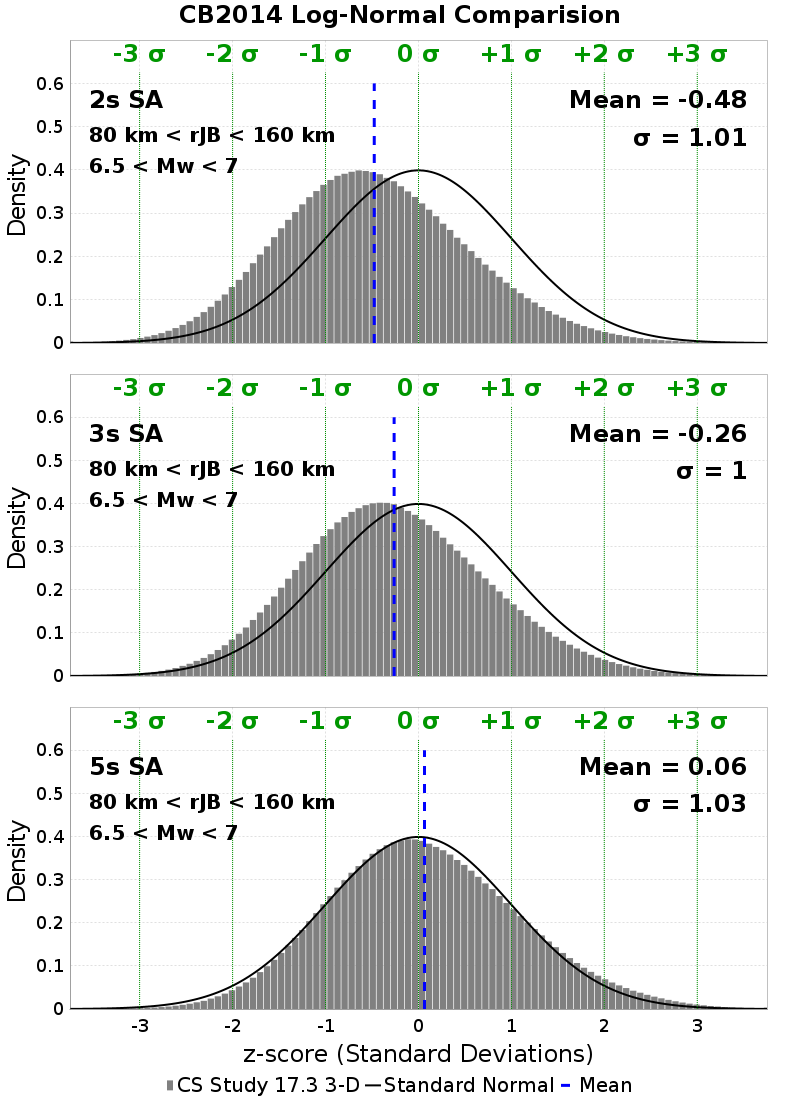 CB2014 Log-Normal Comparision
-3 σ -2 σ -1 σ 0 σ +1 σ +2 σ +3 σ
0.6
2s SA Mean = -0.48
0.5
80 km < rJB < 160 km σ = 1.01
6.5 < Mw < 7
0.4
0.3
0.2
0.1
0
Density
-3 σ -2 σ -1 σ 0 σ +1 σ +2 σ +3 σ
0.6
3s SA Mean = -0.26
0.5
80 km < rJB < 160 km σ = 1
6.5 < Mw < 7
0.4
0.3
0.2
0.1
0
Density
-3 σ -2 σ -1 σ 0 σ +1 σ +2 σ +3 σ
0.6
5s SA Mean = 0.06
0.5
80 km < rJB < 160 km σ = 1.03
6.5 < Mw < 7
0.4
0.3
0.2
0.1
0
Density
-3 -2 -1 0 1 2 3
z-score (Standard Deviations)
CS Study 17.3 3-D Standard Normal Mean